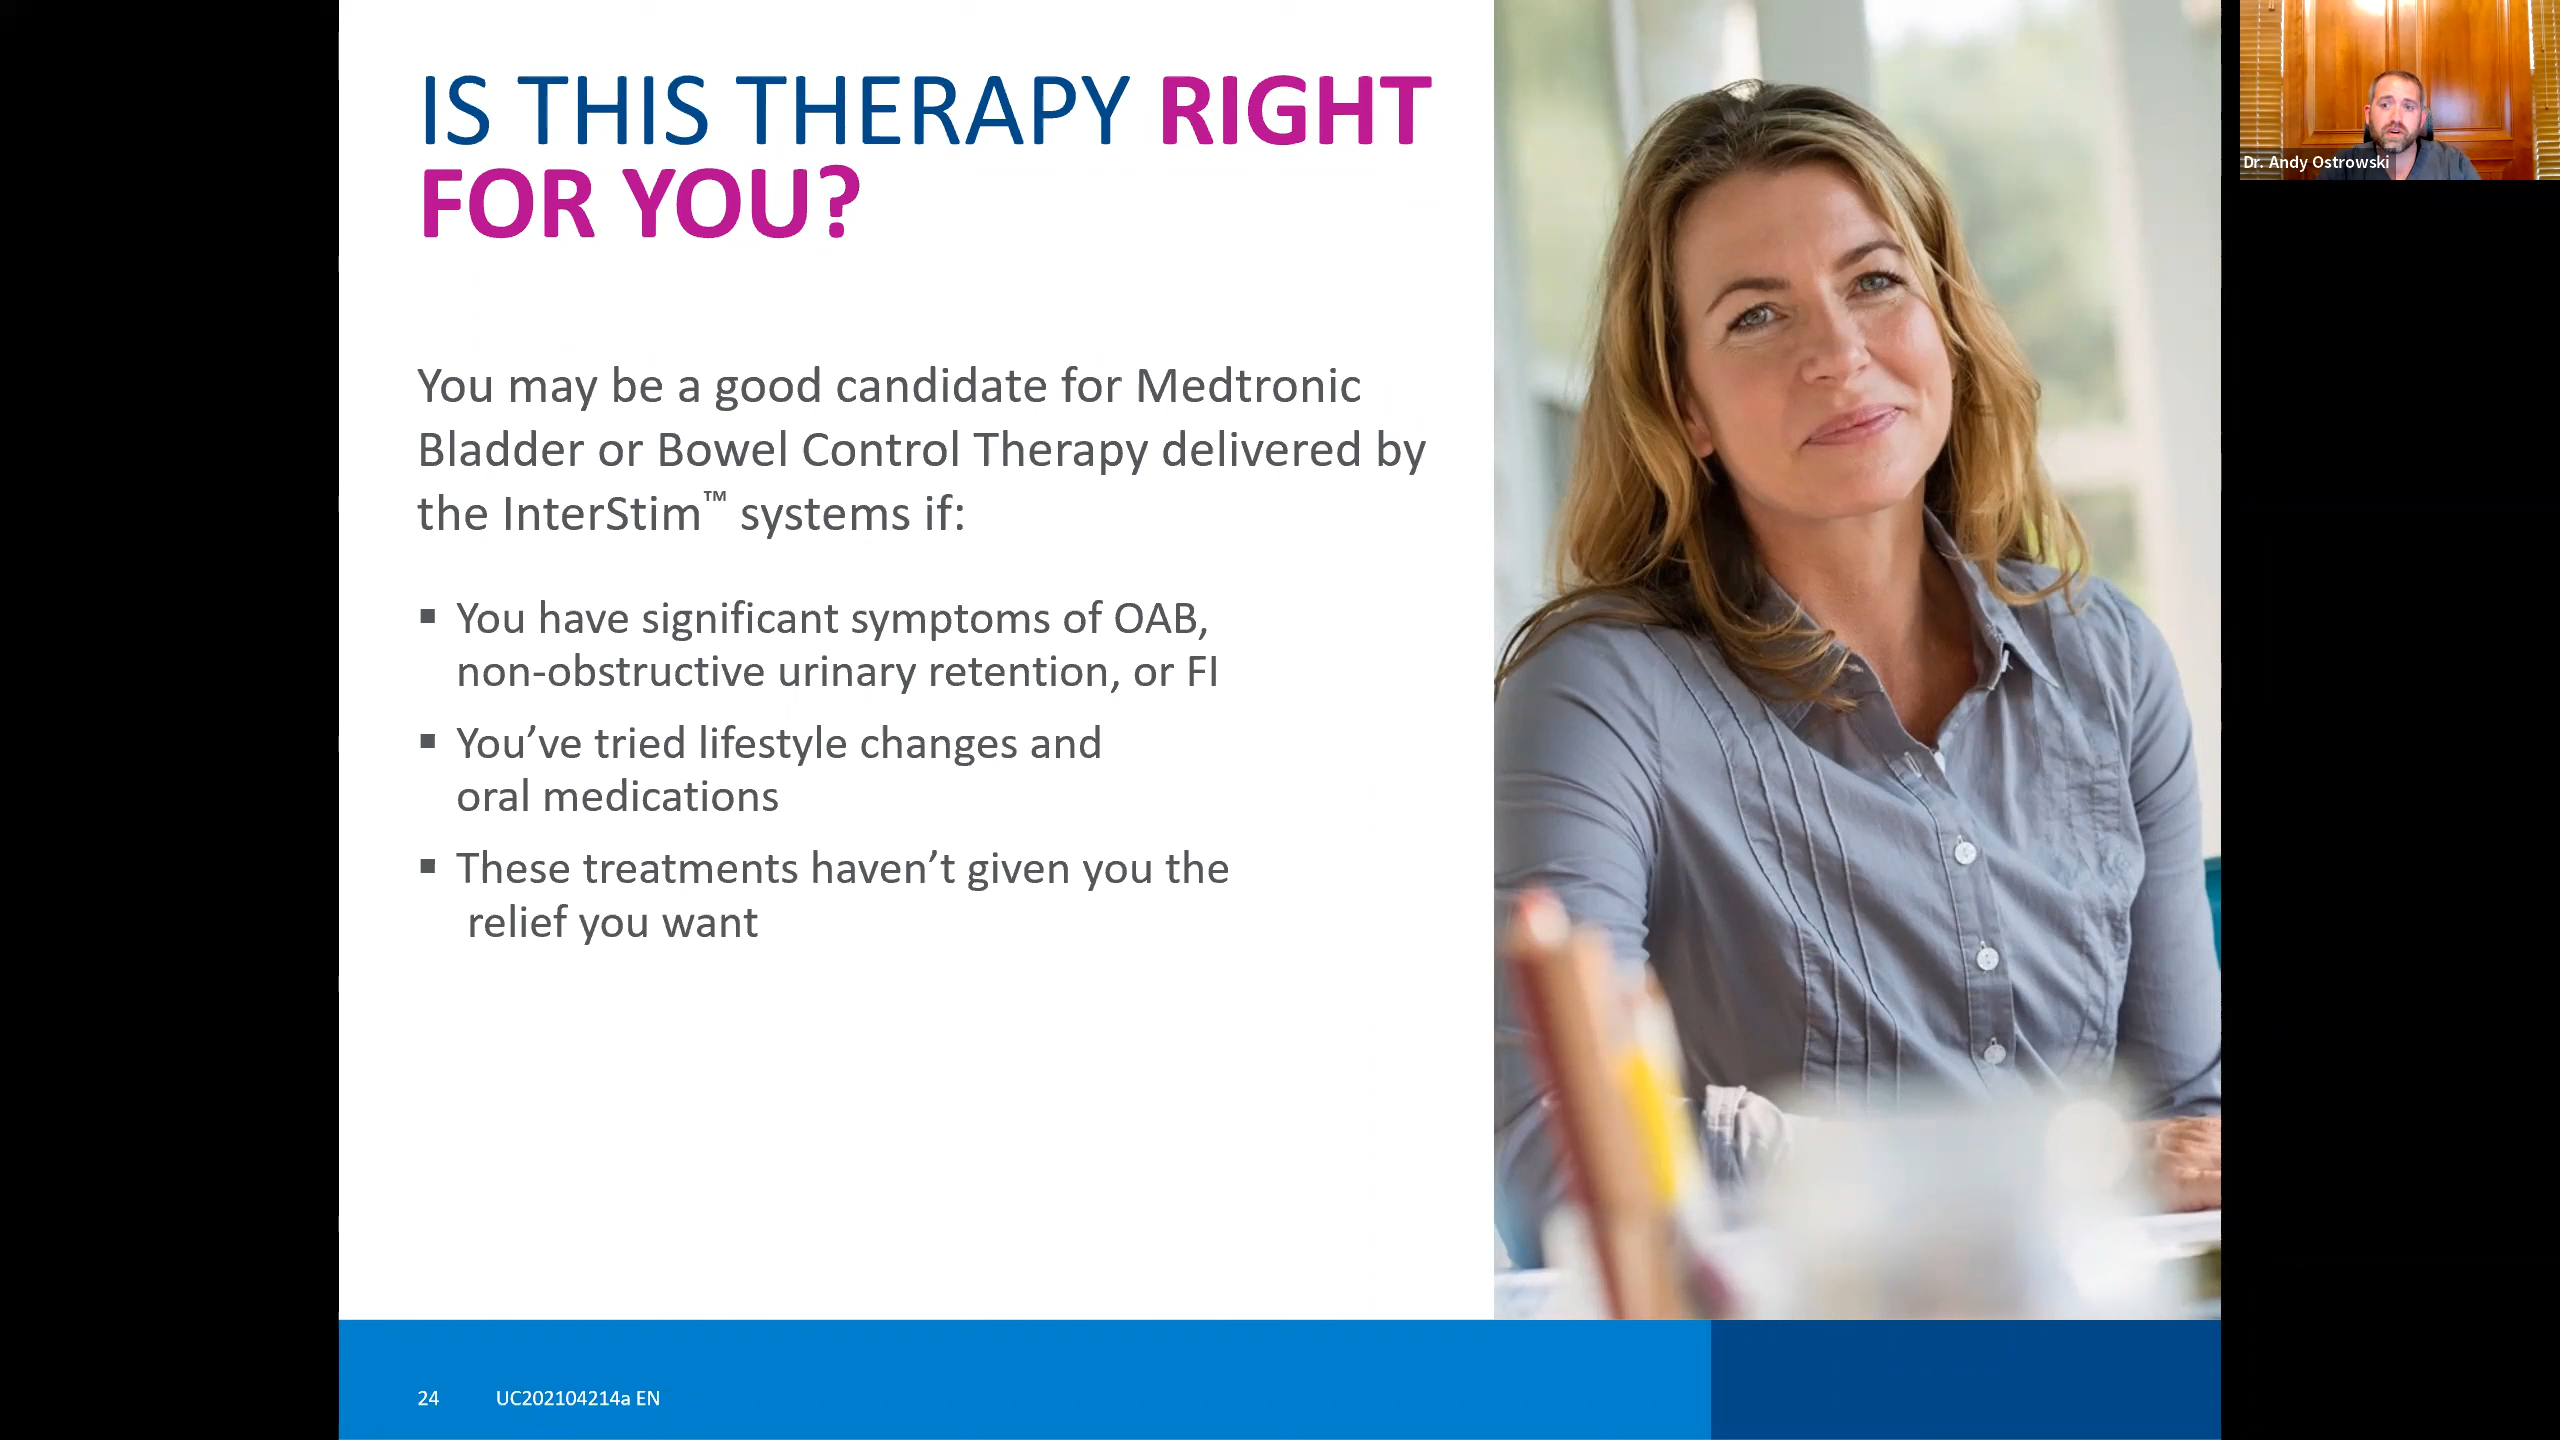 IS THIS THERAPY RIGHT
FOR YOU?
You may be a good candidate for Medtronic
Bladder or Bowel Control Therapy delivered by
the InterStim™ systems if:
▪ You have significant symptoms of OAB,
non-obstructive urinary retention, or FI
▪ You’ve tried lifestyle changes and
oral medications
▪ These treatments haven’t given you the
relief you want
24 UC202104214a EN
Dr. Andy Ostrowski